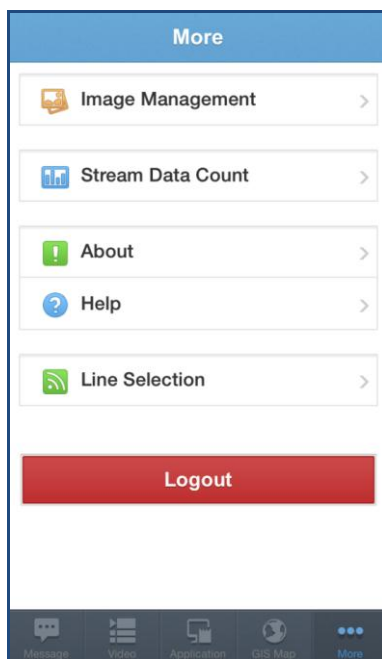 More
Image Management
Stream Data Count
About
Help
Line Selection
Logout
Message Video Application GIS Map More